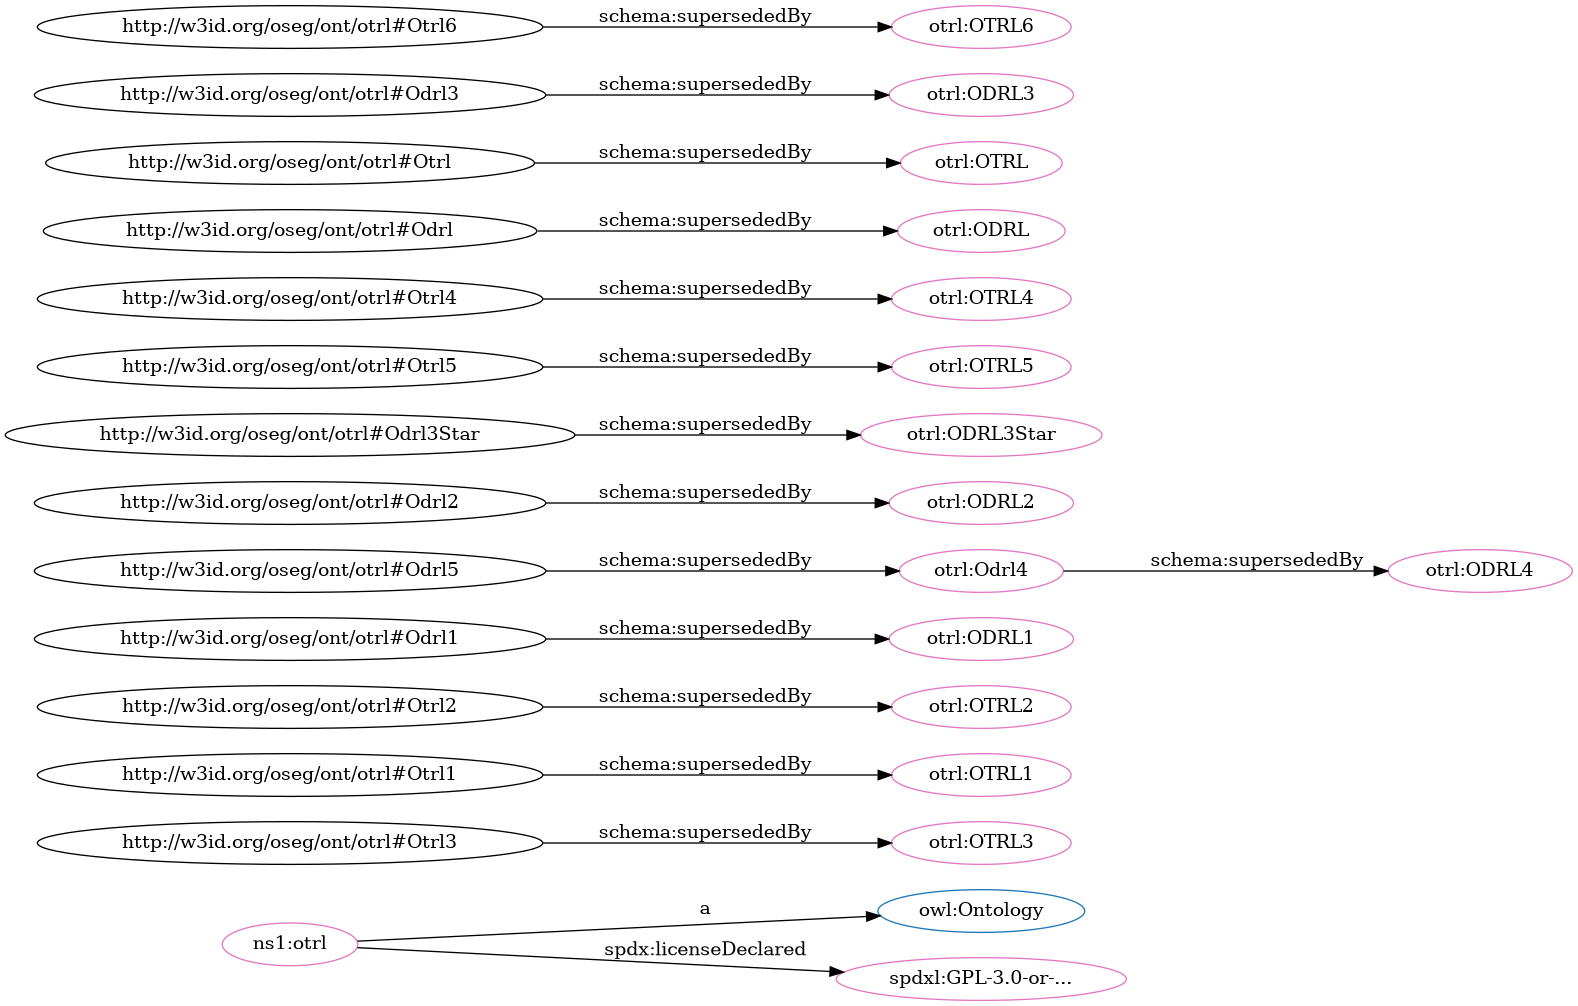 http://w3id.org/oseg/ont/otrl#Otrl6 schema:supersededBy otrl:OTRL6
http://w3id.org/oseg/ont/otrl#Odrl3 schema:supersededBy otrl:ODRL3
http://w3id.org/oseg/ont/otrl#Otrl schema:supersededBy otrl:OTRL
http://w3id.org/oseg/ont/otrl#Odrl schema:supersededBy otrl:ODRL
http://w3id.org/oseg/ont/otrl#Otrl4 schema:supersededBy otrl:OTRL4
http://w3id.org/oseg/ont/otrl#Otrl5 schema:supersededBy otrl:OTRL5
http://w3id.org/oseg/ont/otrl#Odrl3Star schema:supersededBy otrl:ODRL3Star
http://w3id.org/oseg/ont/otrl#Odrl2 schema:supersededBy otrl:ODRL2
http://w3id.org/oseg/ont/otrl#Odrl5 schema:supersededBy otrl:Odrl4 schema:supersededBy otrl:ODRL4
http://w3id.org/oseg/ont/otrl#Odrl1 schema:supersededBy otrl:ODRL1
http://w3id.org/oseg/ont/otrl#Otrl2 schema:supersededBy otrl:OTRL2
http://w3id.org/oseg/ont/otrl#Otrl1 schema:supersededBy otrl:OTRL1
http://w3id.org/oseg/ont/otrl#Otrl3 schema:supersededBy otrl:OTRL3
a owl:Ontology
ns1:otrl
spdx:licenseDeclared spdxl:GPL-3.0-or-...